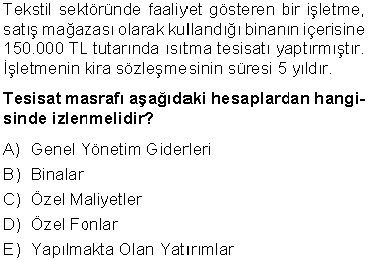 Tekstil sektöründe faaliyet gösteren bir işletme,
satış mağazası olarak kullandığı binanın içerisine
150.000 TL tutarında ısıtma tesisatı yaptırmıştır.
İşletmenin kira sözleşmesinin süresi 5 yıldır.
Tesisat masrafı aşağıdaki hesaplardan hangi-
sinde izlenmelidir?
A) Genel Yönetim Giderleri
B) Binalar
C) Özel Maliyetler
D) Özel Fonlar
E) Yapılmakta Olan Yatırımlar